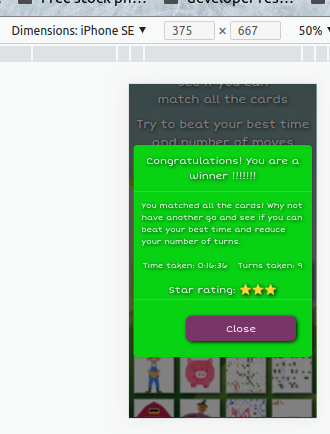 Free stock ph...
developer res...
Dimensions: iPhone SE ▼ 375 × 667 50%
see if you can
match all the cards
Try to beat your best time
and number of moves
Congratulations! You are a
winner !!!!!!!
You matched all the cards! Why not
have another go and see if you can
beat your best time and reduce
your number of turns.
Time taken: 0:16:36 Turns taken: 9
Star rating: ⭐⭐⭐
Close